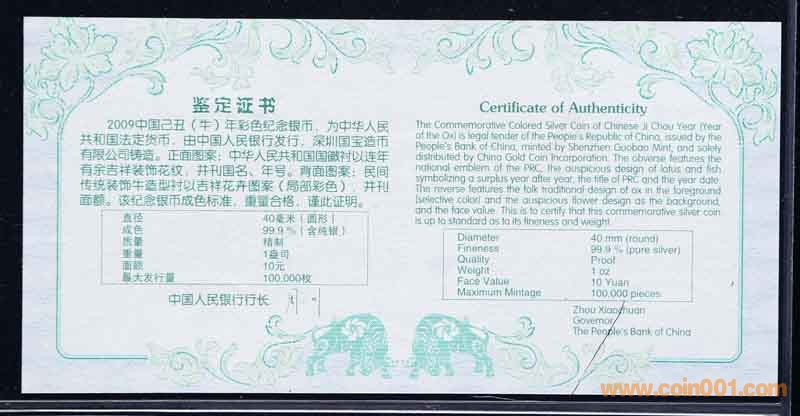 鉴定证书
2009中国己丑（牛）年彩色纪念银币，为中华人民
共和国法定货币，由中国人民银行发行，深圳国宝造币
有限公司铸造。正面图案：中华人民共和国国徽衬以连年
有余吉祥装饰花纹，并刊国名、年号。背面图案：民间
传统装饰牛造型衬以吉祥花卉图案（局部彩色），并刊
面额。该纪念银币成色标准，重量合格，谨此证明。
直径 40毫米（圆形）
成色 99.9％（含纯银）
质量 精制
重量 1盎司
面额 10元
最大发行量 100,000枚
中国人民银行行长
Certificate of Authenticity
The Commemorative Colored Silver Coin of Chinese Ji Chou Year (Year
of the Ox) is legal tender of the People's Republic of China, issued by the
People's Bank of China, minted by Shenzhen Guobao Mint, and solely
distributed by China Gold Coin Incorporation. The obverse features the
national emblem of the PRC, the auspicious design of lotus and fish
symbolizing a surplus year after year, the title of PRC and the year date.
The reverse features the folk traditional design of ox in the foreground
(selective color) and the auspicious flower design as the background,
and the face value. This is to certify that this commemorative silver coin
is up to standard as to its fineness and weight.
Diameter 40 mm (round)
Fineness 99.9 % (pure silver)
Quality Proof
Weight 1 oz
Face Value 10 Yuan
Maximum Mintage 100,000 pieces
Zhou Xiaochuan
Governor
The People's Bank of China
www.coin001.com